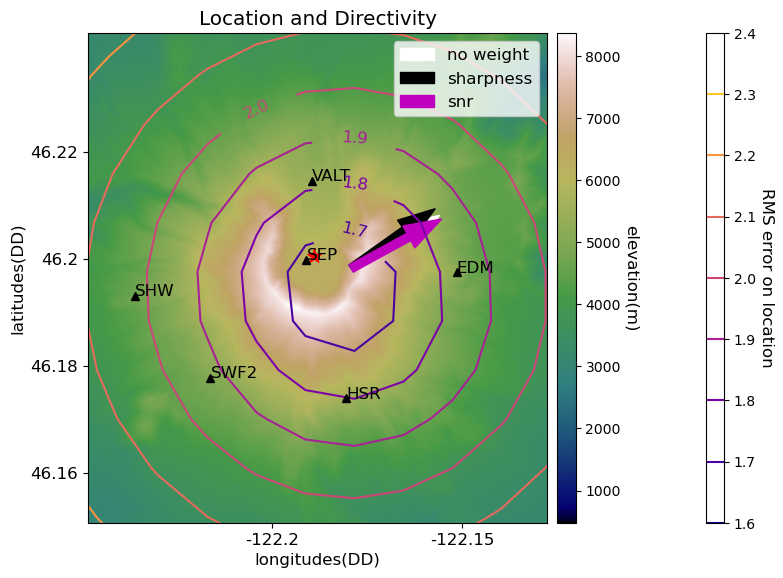 Location and Directivity
no weight
sharpness
snr
2.0
1.9
1.8
1.7
VALT
SEP
EDM
SHW
SWF2
HSR
46.22
46.2
46.18
46.16
latitudes(DD)
-122.2
-122.15
longitudes(DD)
8000
7000
6000
5000
4000
3000
2000
1000
elevation(m)
2.4
2.3
2.2
2.1
2.0
1.9
1.8
1.7
1.6
RMS error on location